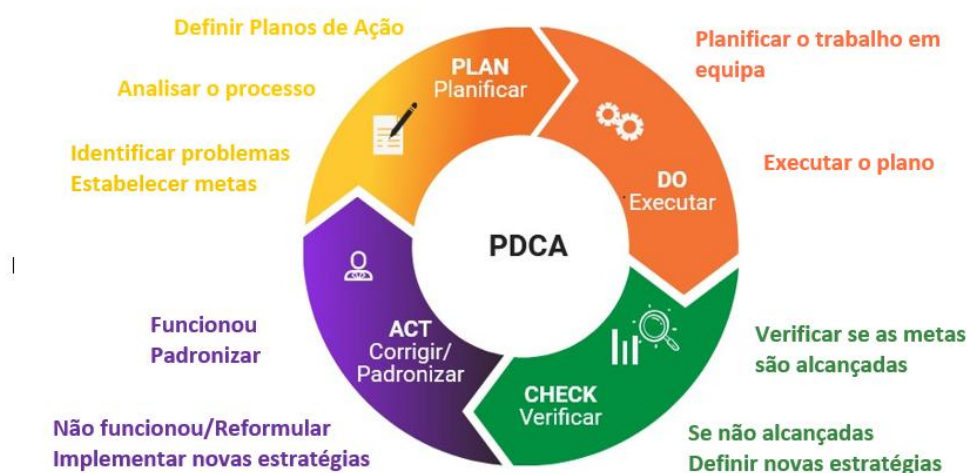 Definir Planos de Ação
Analisar o processo
Identificar problemas
Estabelecer metas
PLAN
Planificar
Planificar o trabalho em
equipa
Executar o plano
DO
Executar
PDCA
Verificar se as metas
são alcançadas
Se não alcançadas
Definir novas estratégias
CHECK
Verificar
ACT
Corrigir/
Padronizar
Funcionou
Padronizar
Não funcionou/Reformular
Implementar novas estratégias